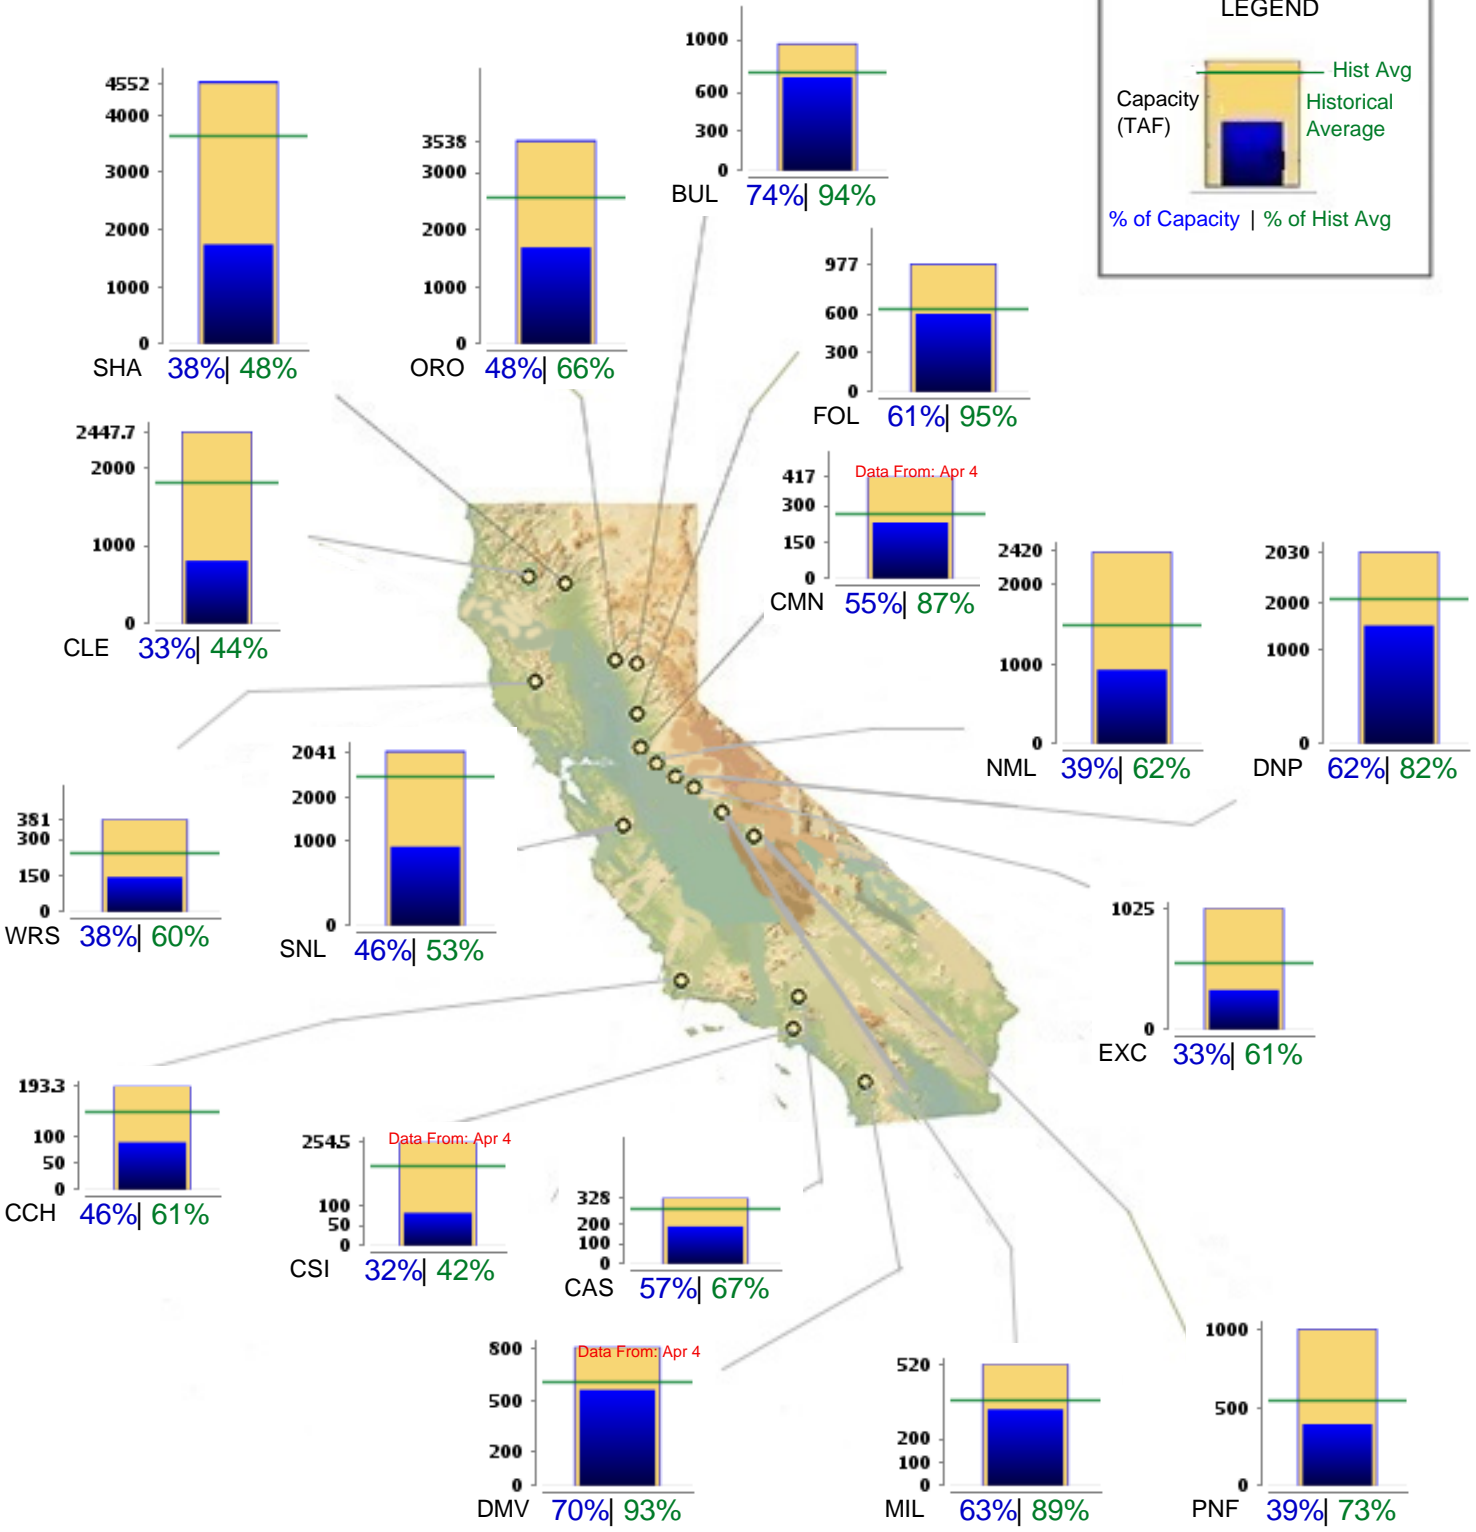 LEGEND
Hist Avg
Capacity
(TAF)
Historical
Average
% of Capacity | % of Hist Avg
1000
600
300
0
BUL 74%| 94%
4552
4000
3000
2000
1000
0
SHA 38%| 48%
3538
3000
2000
1000
0
ORO 48%| 66%
977
600
300
0
FOL 61%| 95%
2447.7
2000
1000
0
CLE 33%| 44%
Data From: Apr 4
417
300
150
0
CMN 55%| 87%
2420
2000
1000
0
NML 39%| 62%
2030
2000
1000
0
DNP 62%| 82%
381
300
150
0
WRS 38%| 60%
2041
2000
1000
0
SNL 46%| 53%
1025
0
EXC 33%| 61%
193.3
100
50
0
CCH 46%| 61%
Data From: Apr 4
254.5
100
50
0
CSI 32%| 42%
328
200
100
0
CAS 57%| 67%
Data From: Apr 4
800
500
200
0
DMV 70%| 93%
520
200
100
0
MIL 63%| 89%
1000
500
0
PNF 39%| 73%